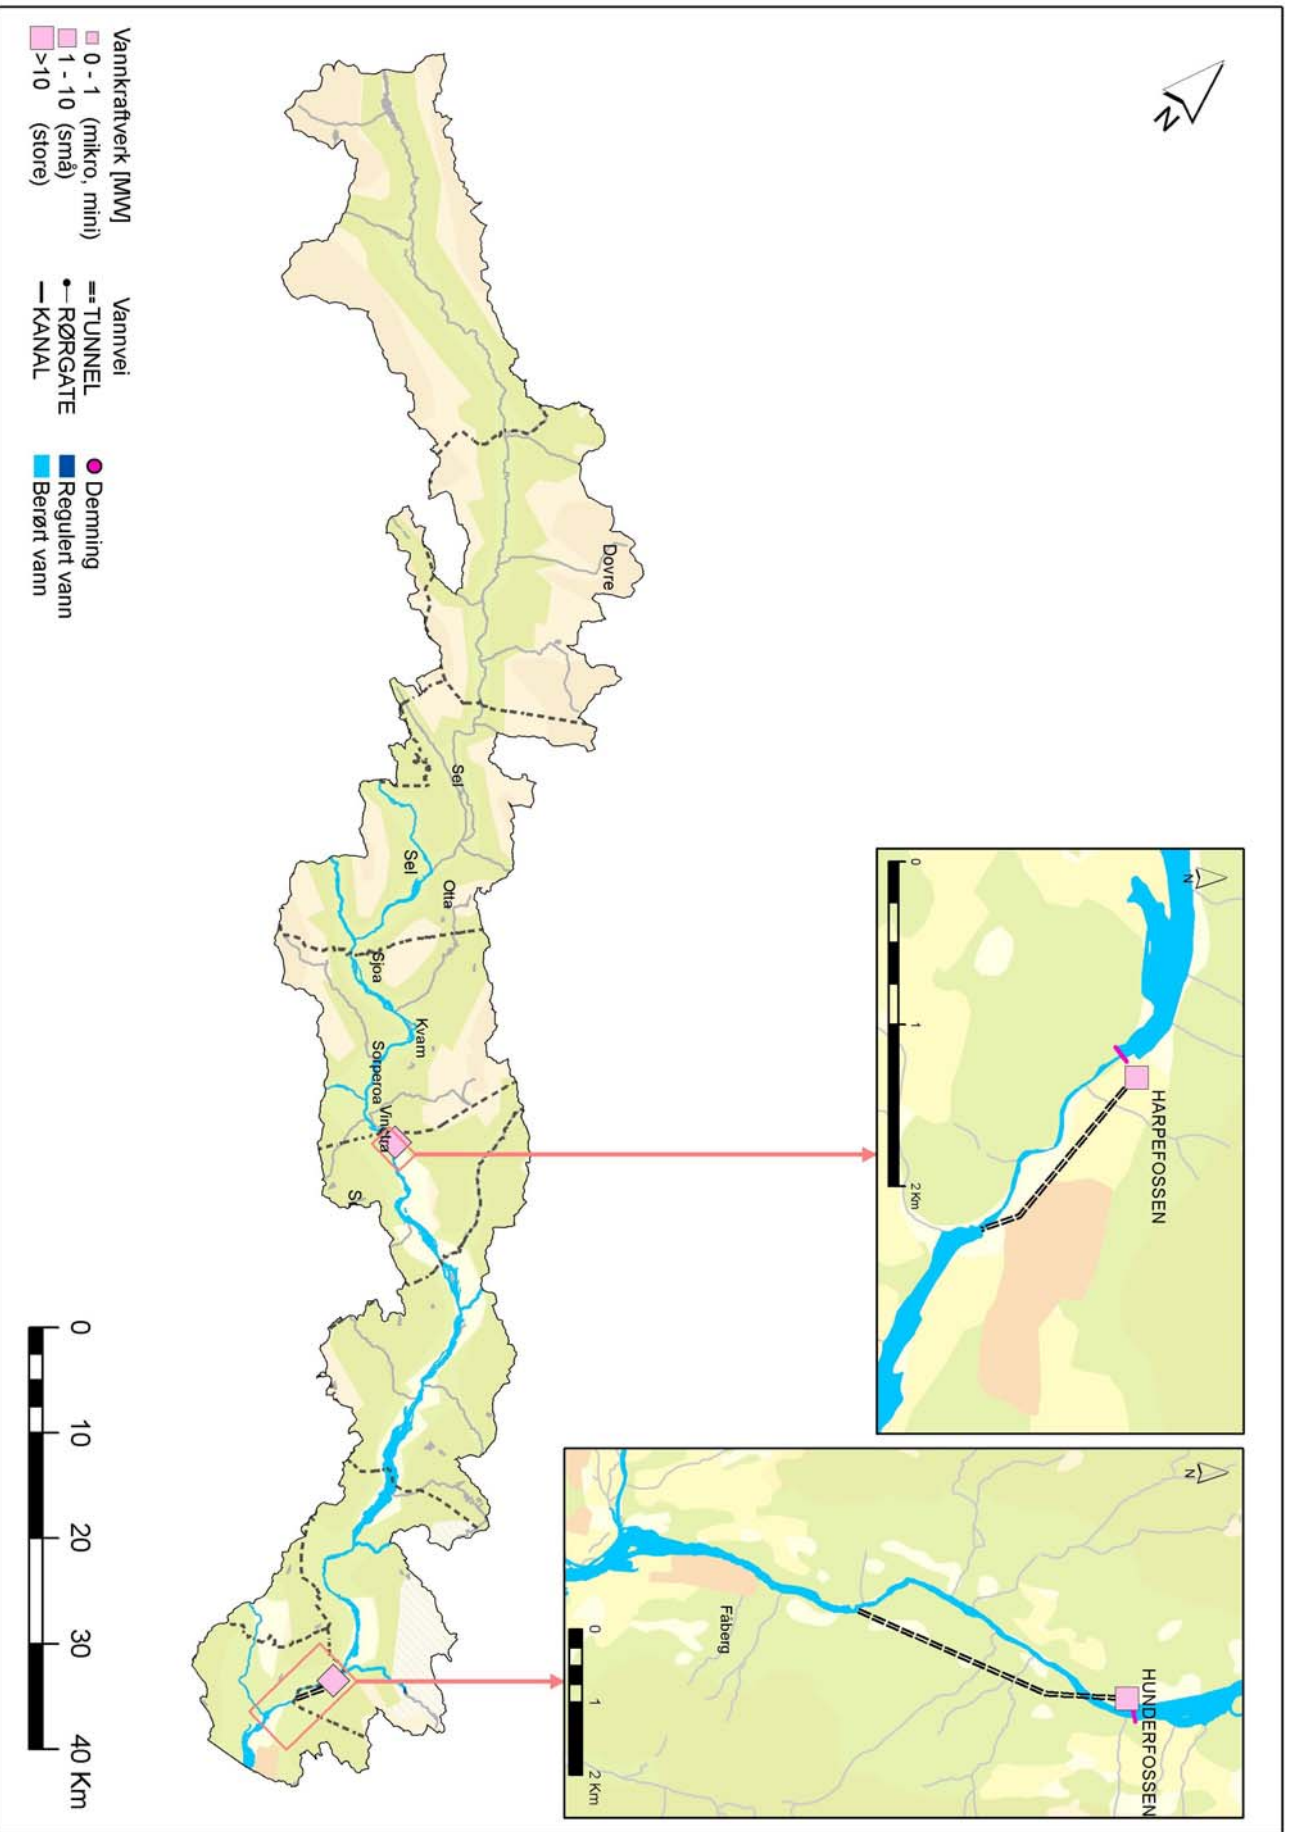 N
Dovre
Sel
Sel
Otta
Sjoa
Kvam
Sorperoa
Vinstra
S
N
HARPEFOSSEN
0 1 2 Km
N
HUNDERFOSSEN
Fåberg
0 1 2 Km
Vannkraftverk [MW]
0 - 1 (mikro, mini)
1 - 10 (små)
>10 (store)
Vannvei
TUNNEL
RØRGATE
KANAL
Demning
Regulert vann
Berørt vann
0 10 20 30 40 Km